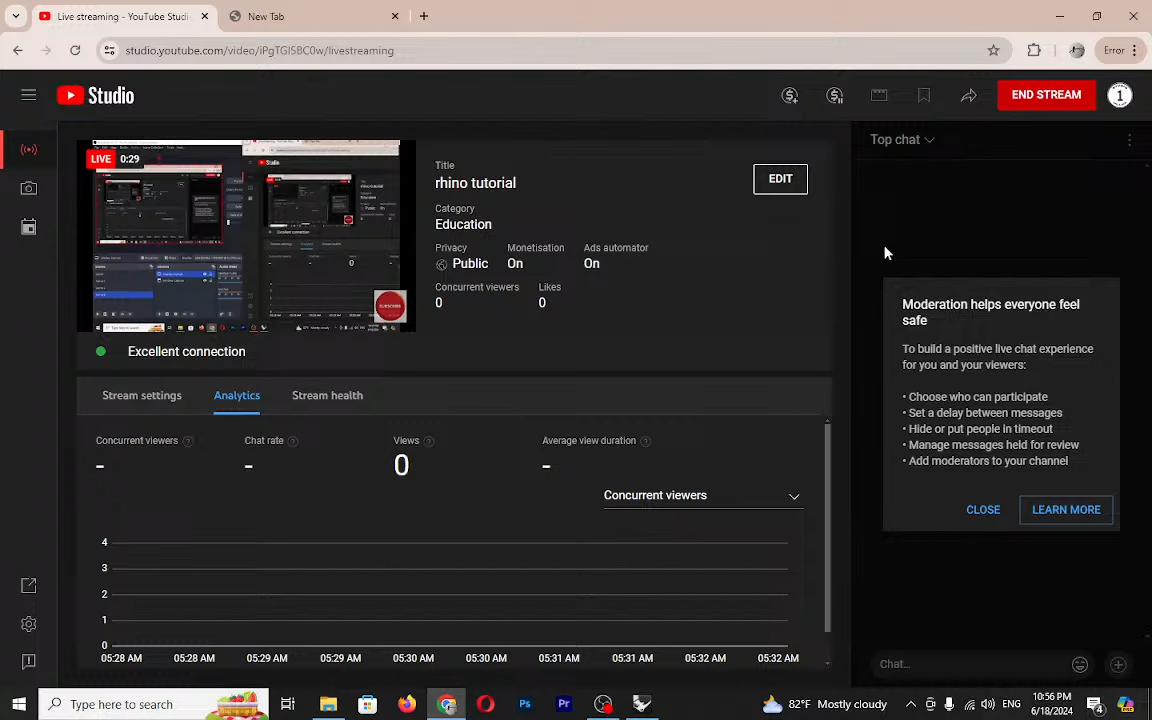 Live streaming - YouTube Studi
New Tab
studio.youtube.com/video/iPgTGISBC0w/livestreaming
Error
Studio
END STREAM
1
Top chat
LIVE 0:29
SUBSCRIBE
Title
rhino tutorial
EDIT
Category
Education
Privacy
Monetisation
Ads automator
Public
On
On
Concurrent viewers
Likes
0
0
Excellent connection
Moderation helps everyone feel
safe
To build a positive live chat experience
for you and your viewers:
• Choose who can participate
• Set a delay between messages
• Hide or put people in timeout
• Manage messages held for review
• Add moderators to your channel
CLOSE
LEARN MORE
Stream settings
Analytics
Stream health
Concurrent viewers
Chat rate
Views
Average view duration
-
-
0
-
Concurrent viewers
4
3
2
1
0
05:28 AM 05:28 AM 05:29 AM 05:29 AM 05:30 AM 05:30 AM 05:31 AM 05:31 AM 05:32 AM 05:32 AM
Chat...
Type here to search
Ps
Pr
82°F Mostly cloudy
ENG
10:56 PM
6/18/2024
4